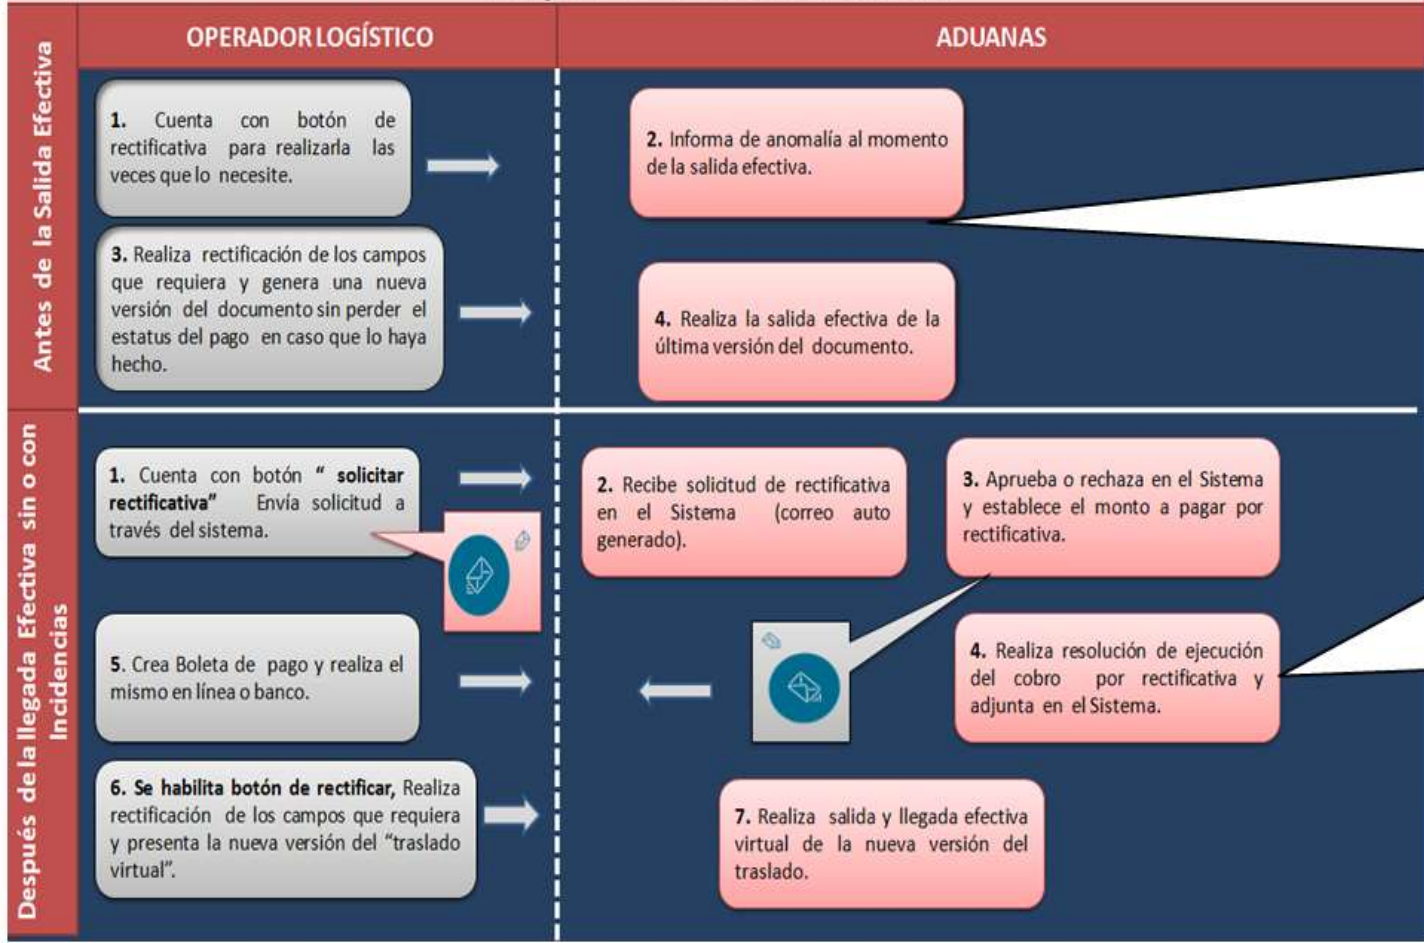 OPERADOR LOGÍSTICO
ADUANAS
Antes de la Salida Efectiva
1. Cuenta con botón de
rectificativa para realizarla las
veces que lo necesite.
2. Informa de anomalía al momento
de la salida efectiva.
3. Realiza rectificación de los campos
que requiera y genera una nueva
versión del documento sin perder el
estatus del pago en caso que lo haya
hecho.
4. Realiza la salida efectiva de la
última versión del documento.
Después de la llegada Efectiva sin o con
Incidencias
1. Cuenta con botón “ solicitar
rectificativa” Envía solicitud a
través del sistema.
2. Recibe solicitud de rectificativa
en el Sistema (correo auto
generado).
3. Aprueba o rechaza en el Sistema
y establece el monto a pagar por
rectificativa.
4. Realiza resolución de ejecución
del cobro por rectificativa y
adjunta en el Sistema.
5. Crea Boleta de pago y realiza el
mismo en línea o banco.
6. Se habilita botón de rectificar, Realiza
rectificación de los campos que requiera
y presenta la nueva versión del “traslado
virtual”.
7. Realiza salida y llegada efectiva
virtual de la nueva versión del
traslado.